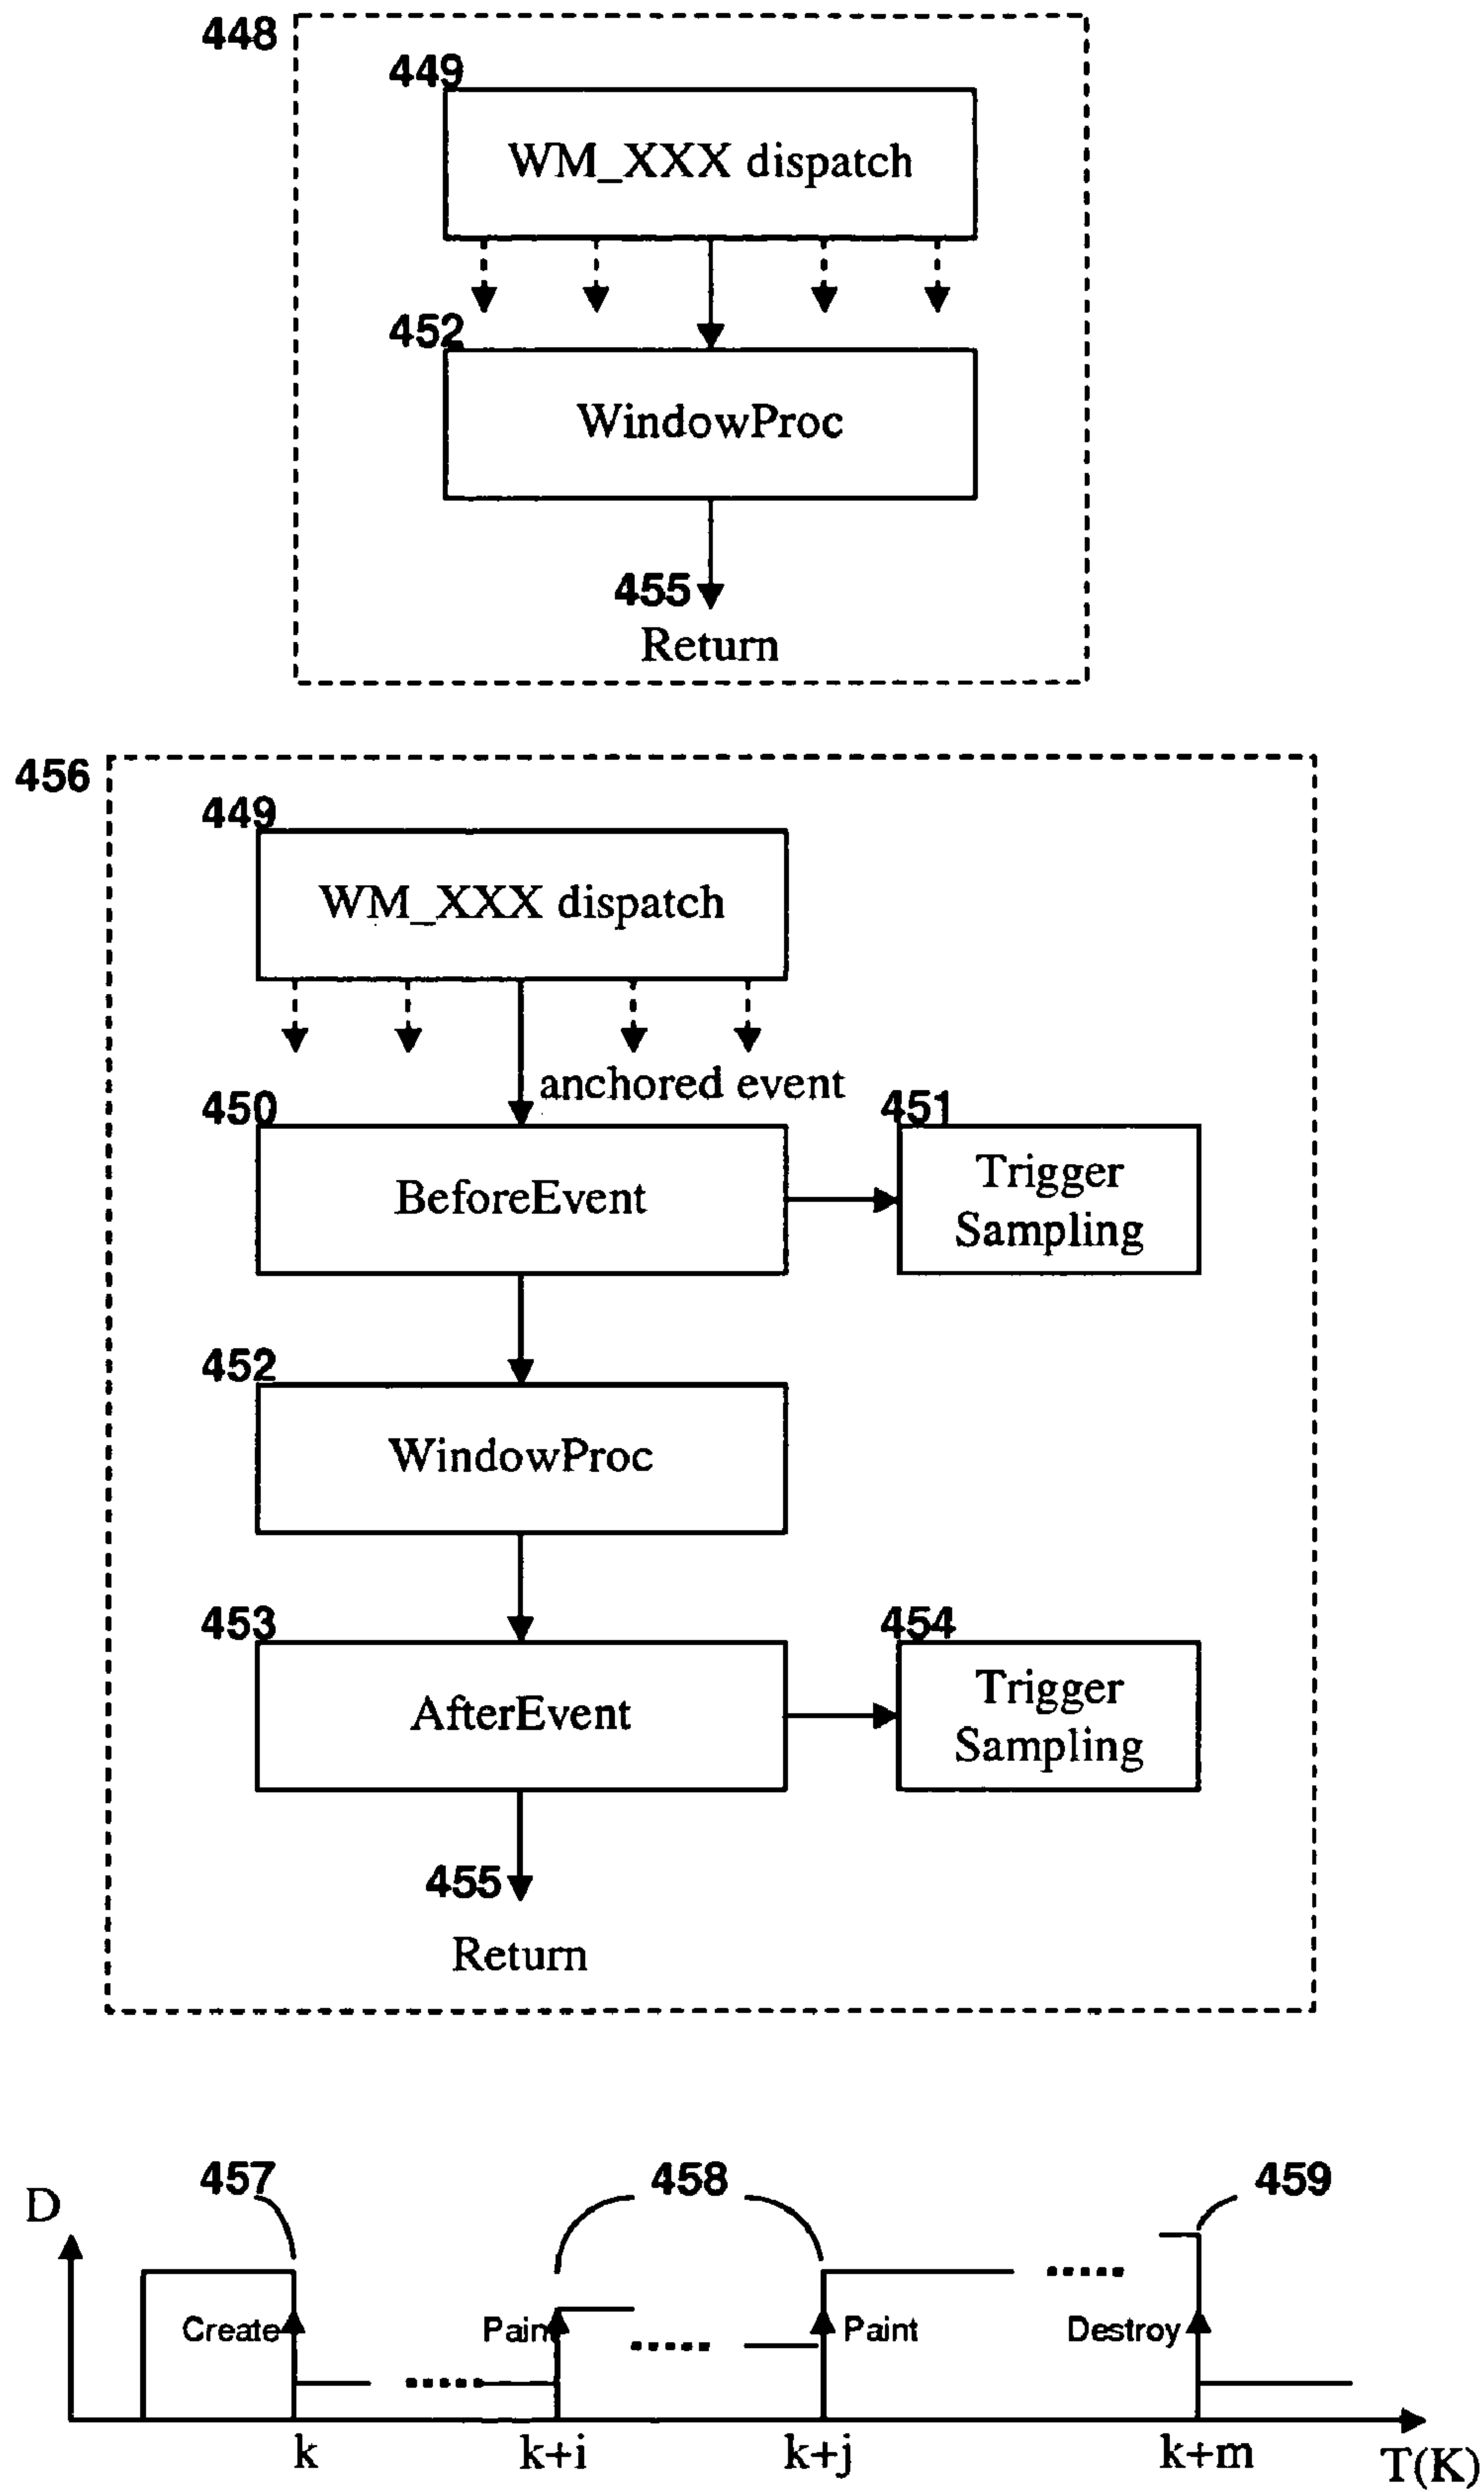 448
449
WM_XXX dispatch
452
WindowProc
455
Return
456
449
WM_XXX dispatch
anchored event
450
451
BeforeEvent
Trigger
Sampling
452
WindowProc
453
454
AfterEvent
Trigger
Sampling
455
Return
457
458
459
D
Create
Paint
Paint
Destroy
k
k+i
k+j
k+m
T(K)